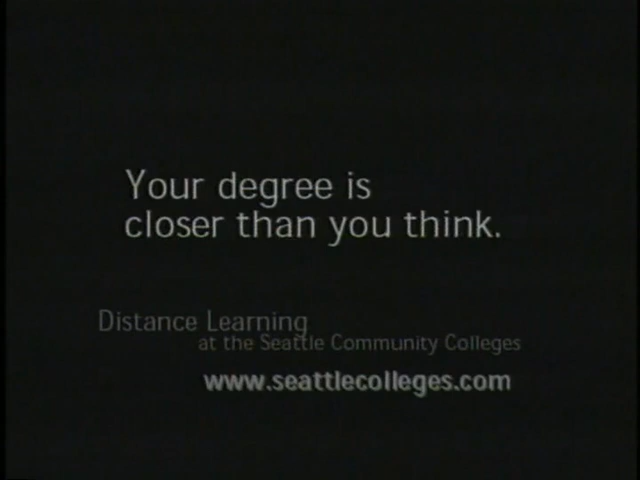 Your degree is
closer than you think.
Distance Learning
at the Seattle Community Colleges
www.seattlecolleges.com